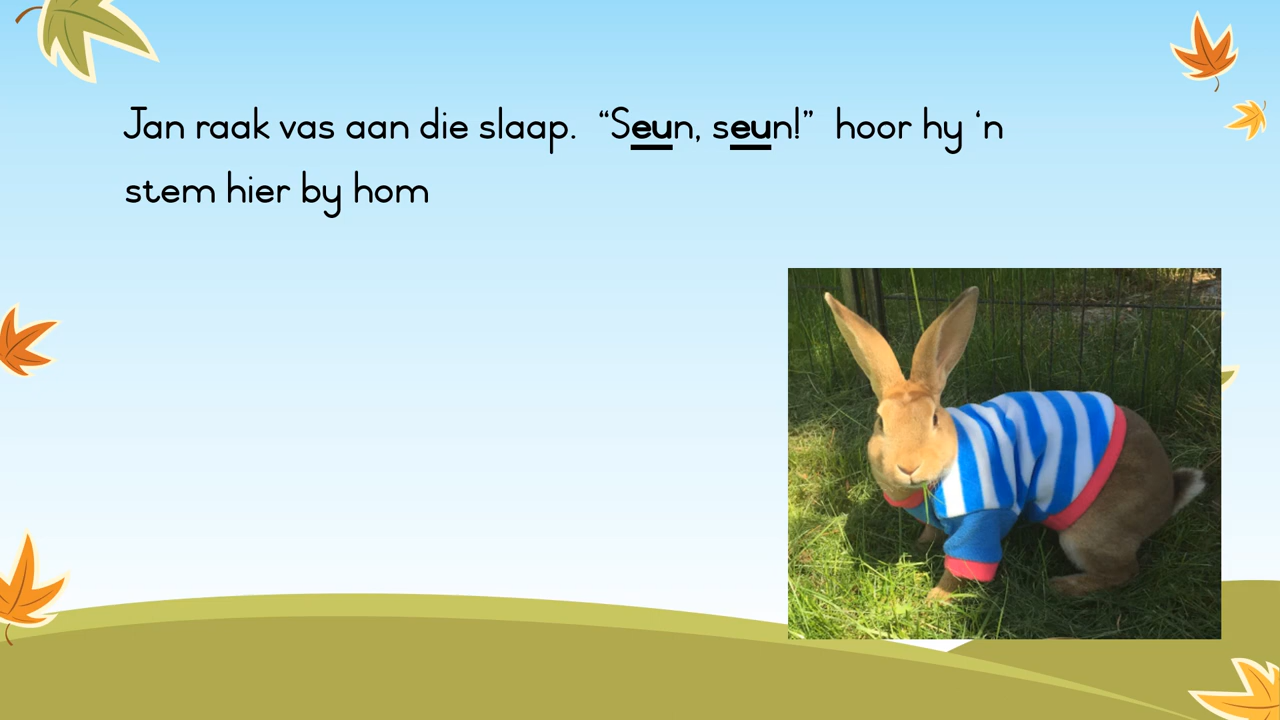 Jan raak vas aan die slaap.  “Seun, seun!”  hoor hy ‘n
stem hier by hom